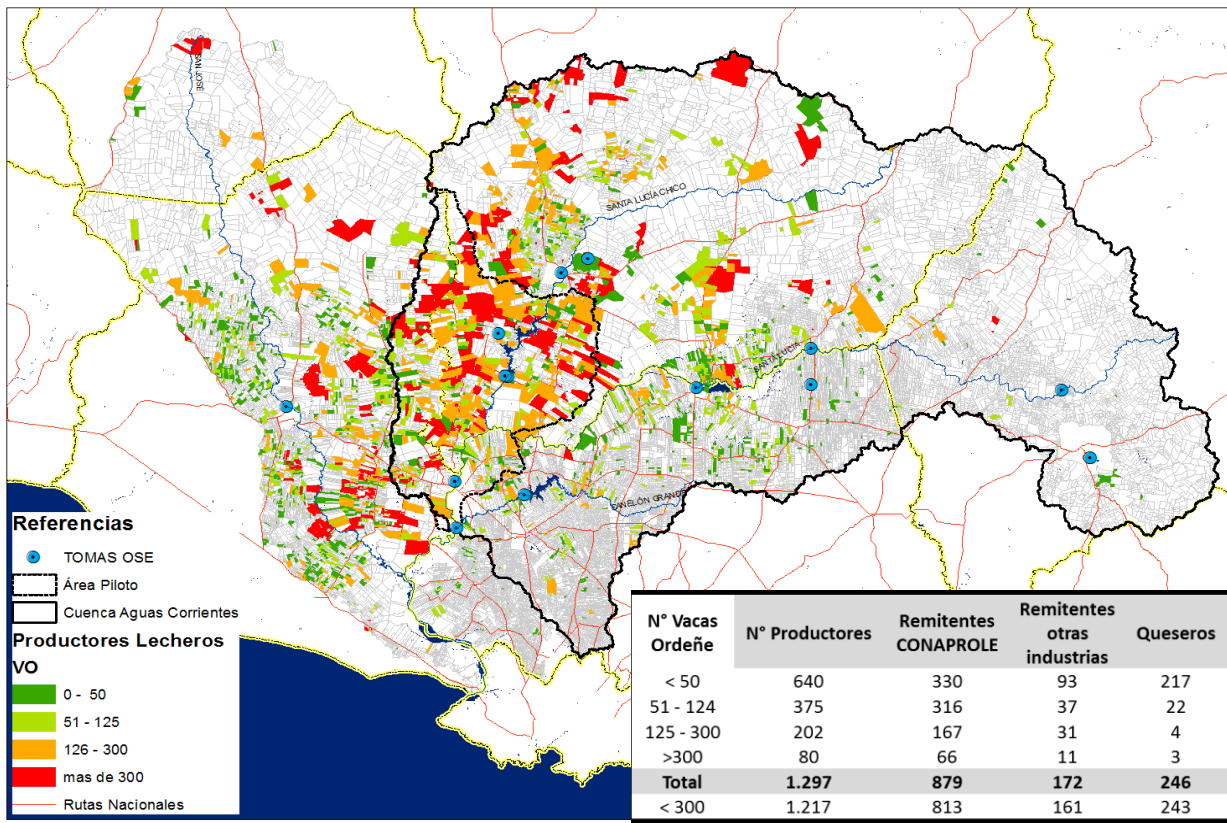 SAN JOSE
SANTA LUCÍA CHICO
SANTA LUCÍA
CANELÓN GRANDE
Referencias
TOMAS OSE
Área Piloto
Cuenca Aguas Corrientes
Productores Lecheros
VO
0 - 50
51 - 125
126 - 300
mas de 300
Rutas Nacionales
N° Vacas Ordeñe N° Productores Remitentes CONAPROLE Remitentes otras industrias Queseros
< 50 640 330 93 217
51 - 124 375 316 37 22
125 - 300 202 167 31 4
>300 80 66 11 3
Total 1.297 879 172 246
< 300 1.217 813 161 243